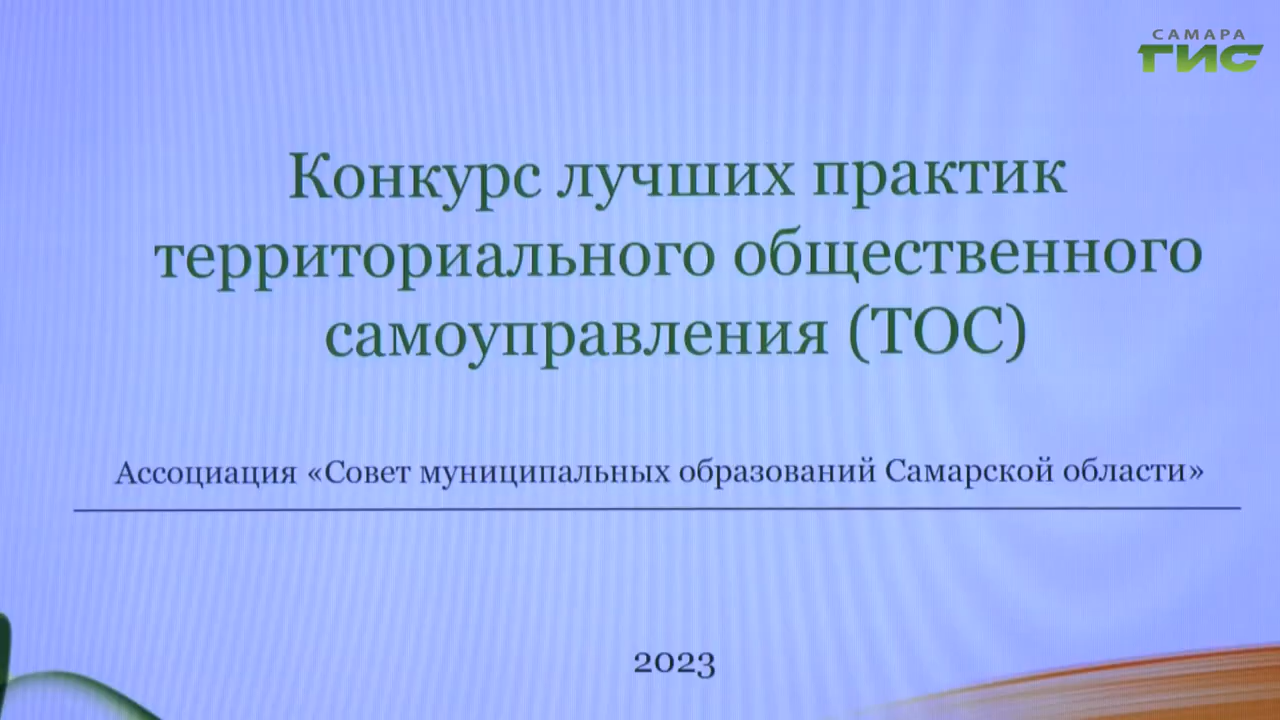 САМАРА
ГИС
Конкурс лучших практик
территориального общественного
самоуправления (ТОС)
Ассоциация «Совет муниципальных образований Самарской области»
2023